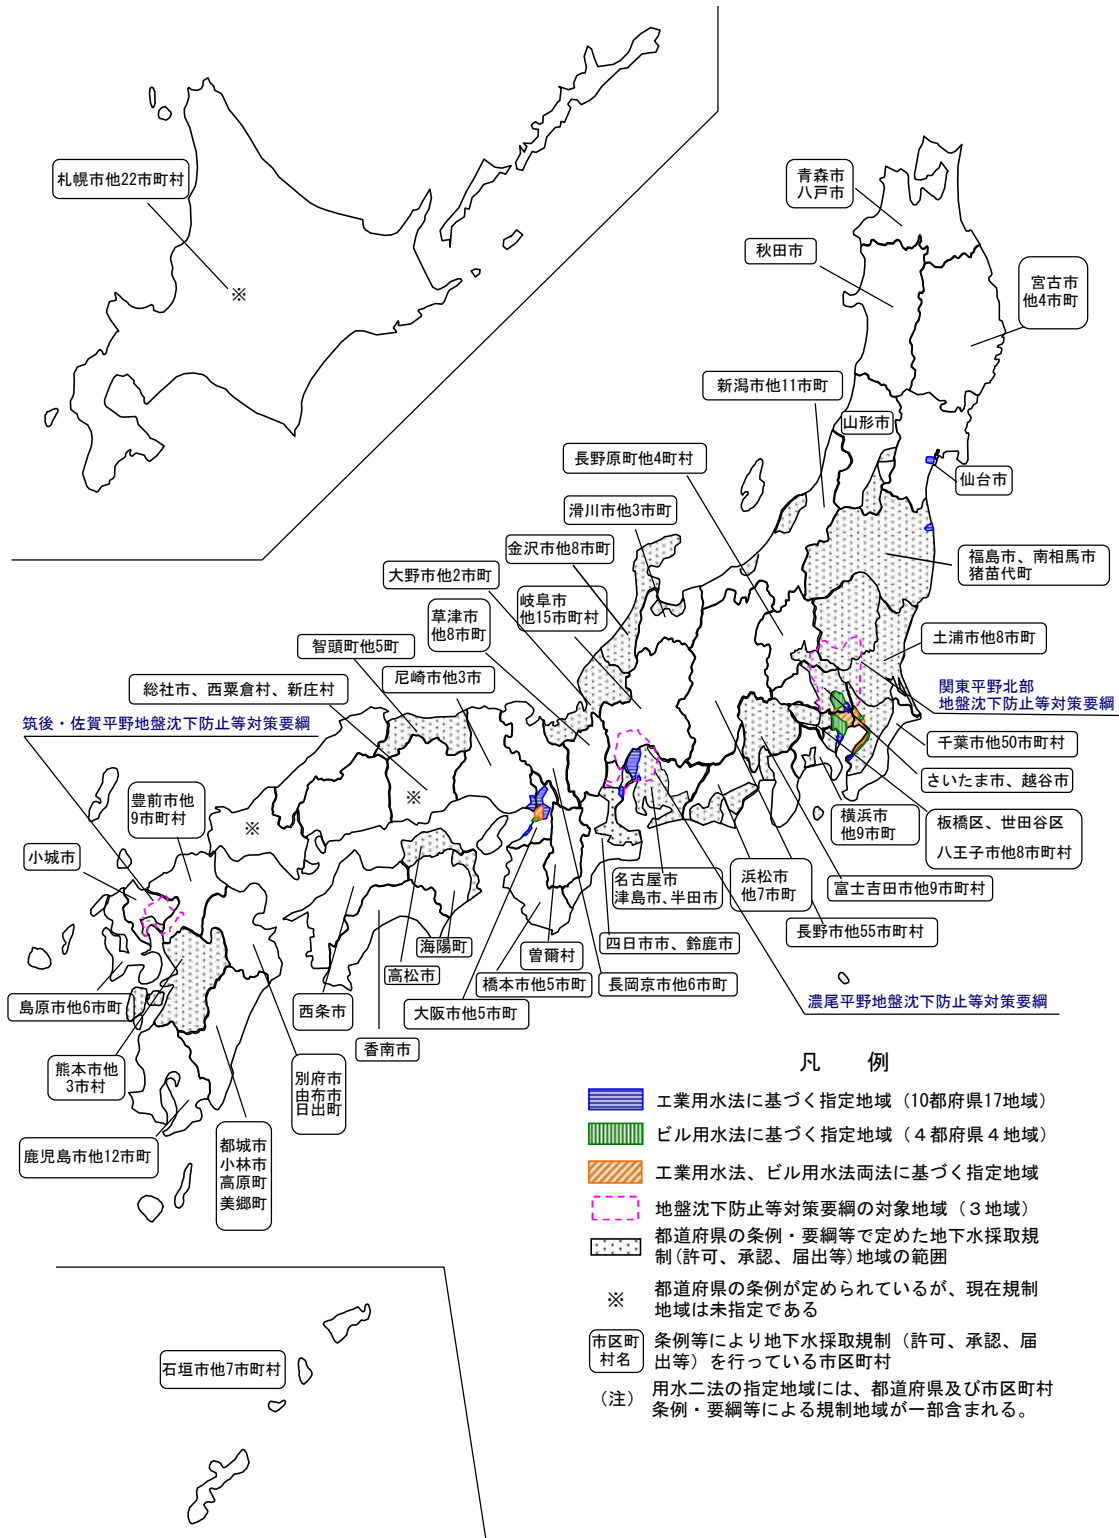 札幌市他22市町村
※
青森市
八戸市
秋田市
宮古市
他4市町
新潟市他11市町
山形市
長野原町他4町村
仙台市
滑川市他3市町
金沢市他8市町
福島市、南相馬市
猪苗代町
大野市他2市町
岐阜市
他15市町村
草津市
他8市町
土浦市他8市町
智頭町他5町
尼崎市他3市
総社市、西粟倉村、新庄村
関東平野北部
地盤沈下防止等対策要綱
筑後・佐賀平野地盤沈下防止等対策要綱
千葉市他50市町村
さいたま市、越谷市
豊前市他
9市町村
※
※
横浜市
他9市町
板橋区、世田谷区
八王子市他8市町村
小城市
名古屋市
津島市、半田市
浜松市
他7市町
富士吉田市他9市町村
長野市他55市町村
四日市市、鈴鹿市
海陽町
曽爾村
高松市
橋本市他5市町
長岡京市他6市町
島原市他6市町
西条市
大阪市他5市町
濃尾平野地盤沈下防止等対策要綱
香南市
熊本市他
3市村
別府市
由布市
日出町
鹿児島市他12市町
都城市
小林市
高原町
美郷町
凡　例
工業用水法に基づく指定地域（10都府県17地域）
ビル用水法に基づく指定地域（４都府県４地域）
工業用水法、ビル用水法両法に基づく指定地域
地盤沈下防止等対策要綱の対象地域（３地域）
都道府県の条例・要綱等で定めた地下水採取規
制(許可、承認、届出等)地域の範囲
※ 都道府県の条例が定められているが、現在規制
地域は未指定である
市区町
村名
条例等により地下水採取規制（許可、承認、届
出等）を行っている市区町村
（注） 用水二法の指定地域には、都道府県及び市区町村
条例・要綱等による規制地域が一部含まれる。
石垣市他7市町村